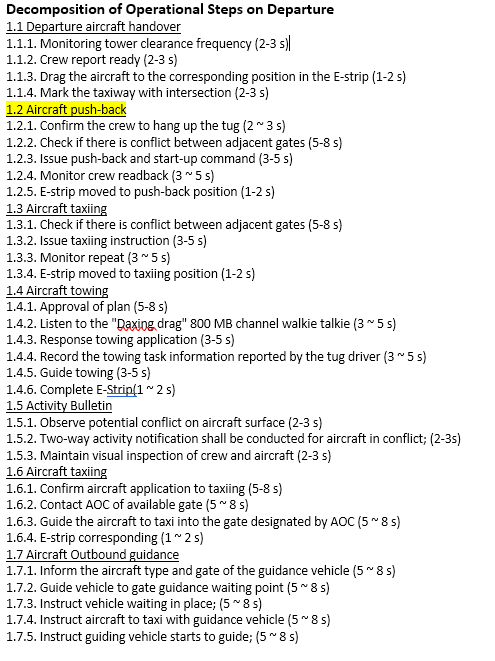 Decomposition of Operational Steps on Departure
1.1 Departure aircraft handover
1.1.1. Monitoring tower clearance frequency (2-3 s)
1.1.2. Crew report ready (2-3 s)
1.1.3. Drag the aircraft to the corresponding position in the E-strip (1-2 s)
1.1.4. Mark the taxiway with intersection (2-3 s)
1.2 Aircraft push-back
1.2.1. Confirm the crew to hang up the tug (2 ~ 3 s)
1.2.2. Check if there is conflict between adjacent gates (5-8 s)
1.2.3. Issue push-back and start-up command (3-5 s)
1.2.4. Monitor crew readback (3 ~ 5 s)
1.2.5. E-strip moved to push-back position (1-2 s)
1.3 Aircraft taxiing
1.3.1. Check if there is conflict between adjacent gates (5-8 s)
1.3.2. Issue taxiing instruction (3-5 s)
1.3.3. Monitor repeat (3 ~ 5 s)
1.3.4. E-strip moved to taxiing position (1-2 s)
1.4 Aircraft towing
1.4.1. Approval of plan (5-8 s)
1.4.2. Listen to the "Daxing drag" 800 MB channel walkie talkie (3 ~ 5 s)
1.4.3. Response towing application (3-5 s)
1.4.4. Record the towing task information reported by the tug driver (3 ~ 5 s)
1.4.5. Guide towing (3-5 s)
1.4.6. Complete E-Strip(1 ~ 2 s)
1.5 Activity Bulletin
1.5.1. Observe potential conflict on aircraft surface (2-3 s)
1.5.2. Two-way activity notification shall be conducted for aircraft in conflict; (2-3s)
1.5.3. Maintain visual inspection of crew and aircraft (2-3 s)
1.6 Aircraft taxiing
1.6.1. Confirm aircraft application to taxiing (5-8 s)
1.6.2. Contact AOC of available gate (5 ~ 8 s)
1.6.3. Guide the aircraft to taxi into the gate designated by AOC (5 ~ 8 s)
1.6.4. E-strip corresponding (1 ~ 2 s)
1.7 Aircraft Outbound guidance
1.7.1. Inform the aircraft type and gate of the guidance vehicle (5 ~ 8 s)
1.7.2. Guide vehicle to gate guidance waiting point (5 ~ 8 s)
1.7.3. Instruct vehicle waiting in place; (5 ~ 8 s)
1.7.4. Instruct aircraft to taxi with guidance vehicle (5 ~ 8 s)
1.7.5. Instruct guiding vehicle starts to guide; (5 ~ 8 s)